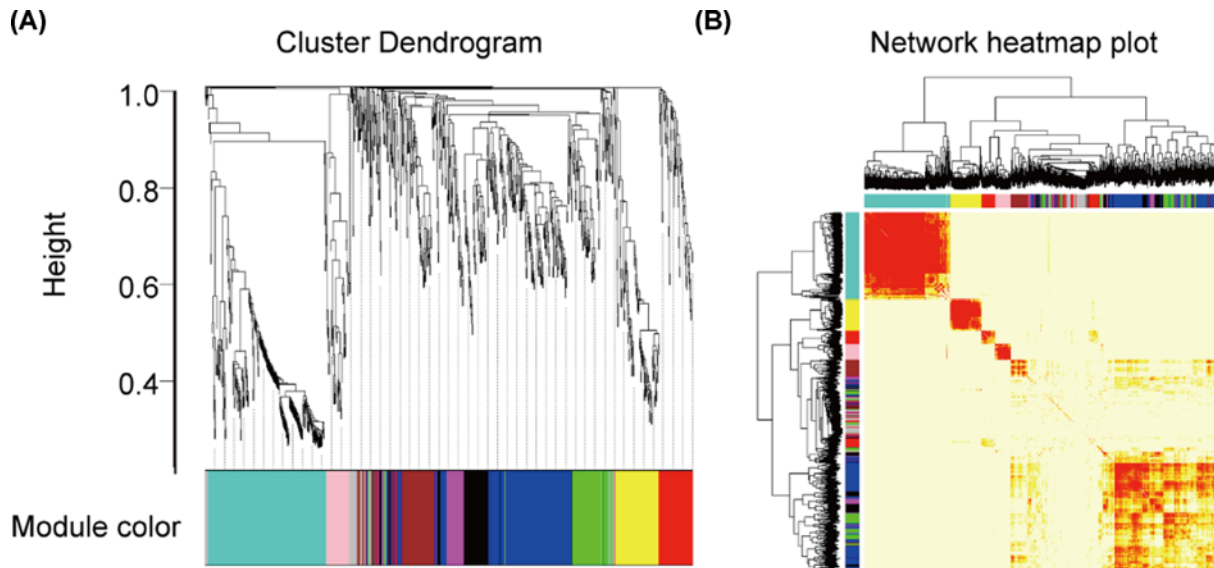 (A)
Cluster Dendrogram
Height
1.0
0.8
0.6
0.4
Module color
(B)
Network heatmap plot